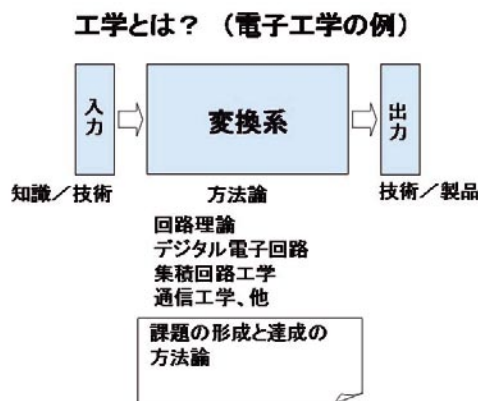 工学とは？ （電子工学の例）
入力
変換系
出力
知識／技術
方法論
技術／製品
回路理論
デジタル電子回路
集積回路工学
通信工学、他
課題の形成と達成の
方法論